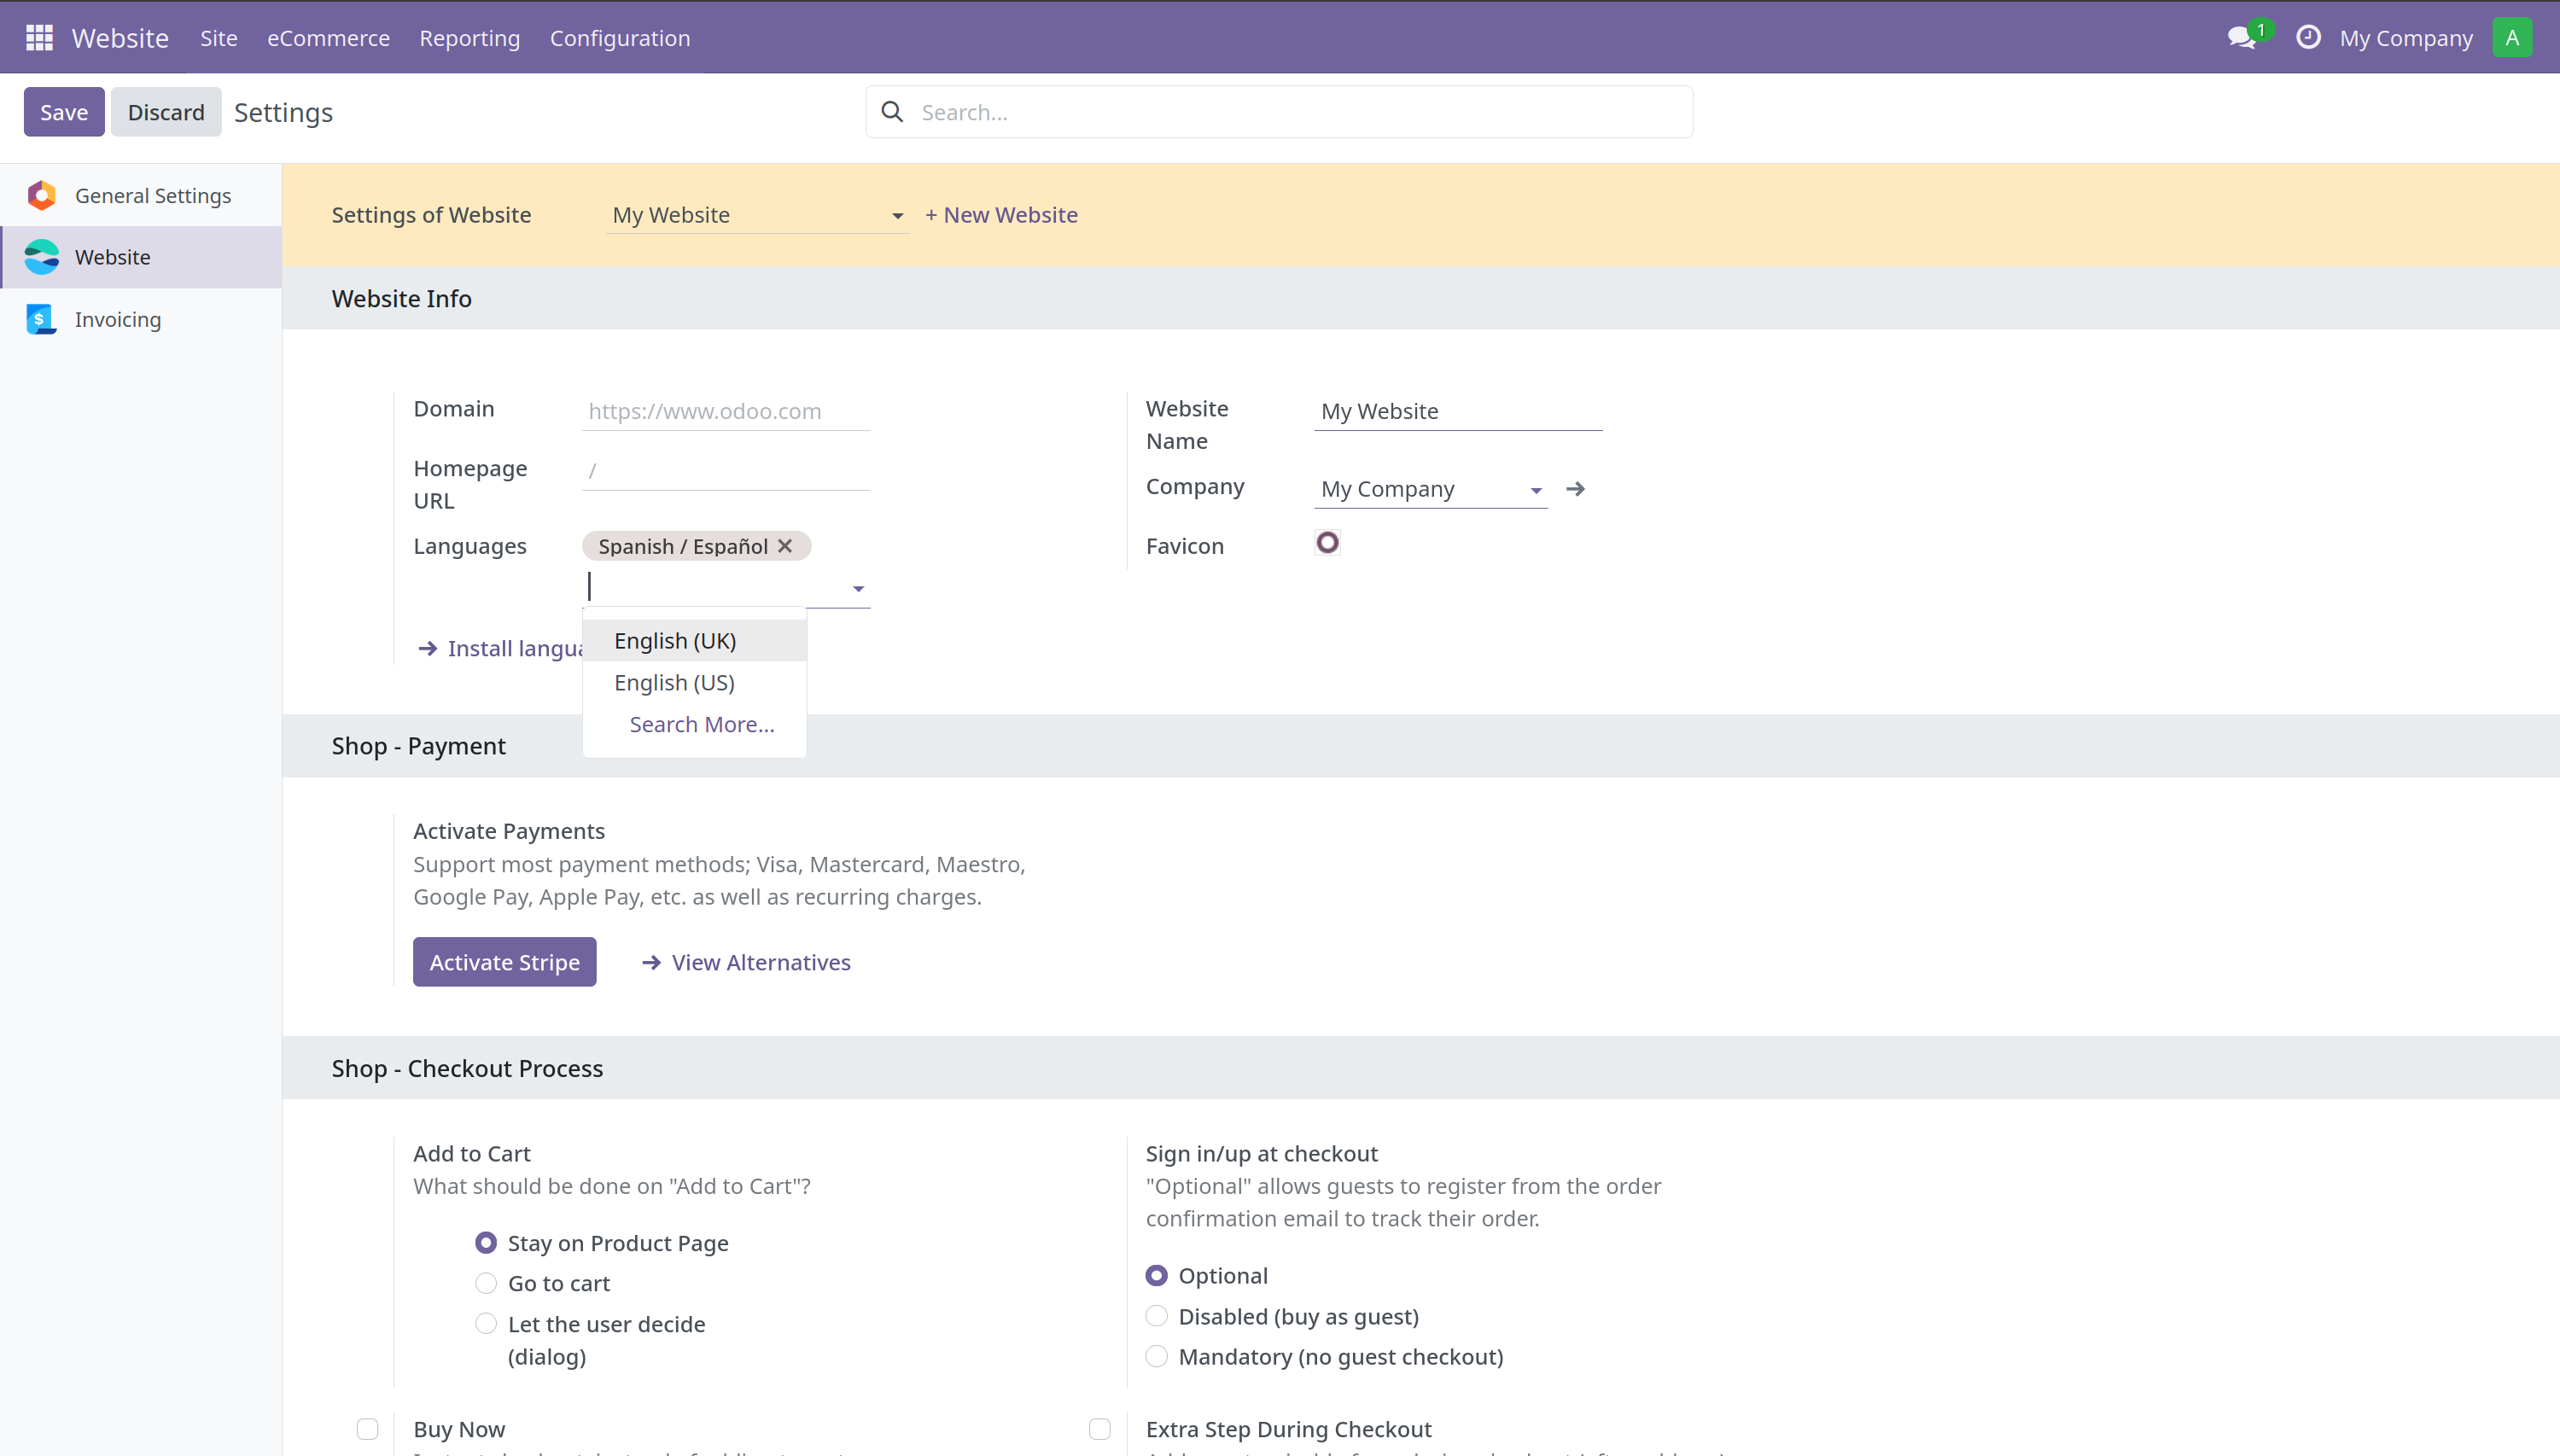 Website Site eCommerce Reporting Configuration 1 My Company A
Save Discard Settings Search...
General Settings
Website
Invoicing
Settings of Website My Website + New Website
Website Info
Domain https://www.odoo.com
Homepage
URL
/
Languages Spanish / Español
English (UK)
English (US)
Search More...
Install langua
Website
Name
My Website
Company My Company
Favicon
Shop - Payment
Activate Payments
Support most payment methods; Visa, Mastercard, Maestro,
Google Pay, Apple Pay, etc. as well as recurring charges.
Activate Stripe View Alternatives
Shop - Checkout Process
Add to Cart
What should be done on "Add to Cart"?
Stay on Product Page
Go to cart
Let the user decide
(dialog)
Sign in/up at checkout
"Optional" allows guests to register from the order
confirmation email to track their order.
Optional
Disabled (buy as guest)
Mandatory (no guest checkout)
Buy Now
Extra Step During Checkout